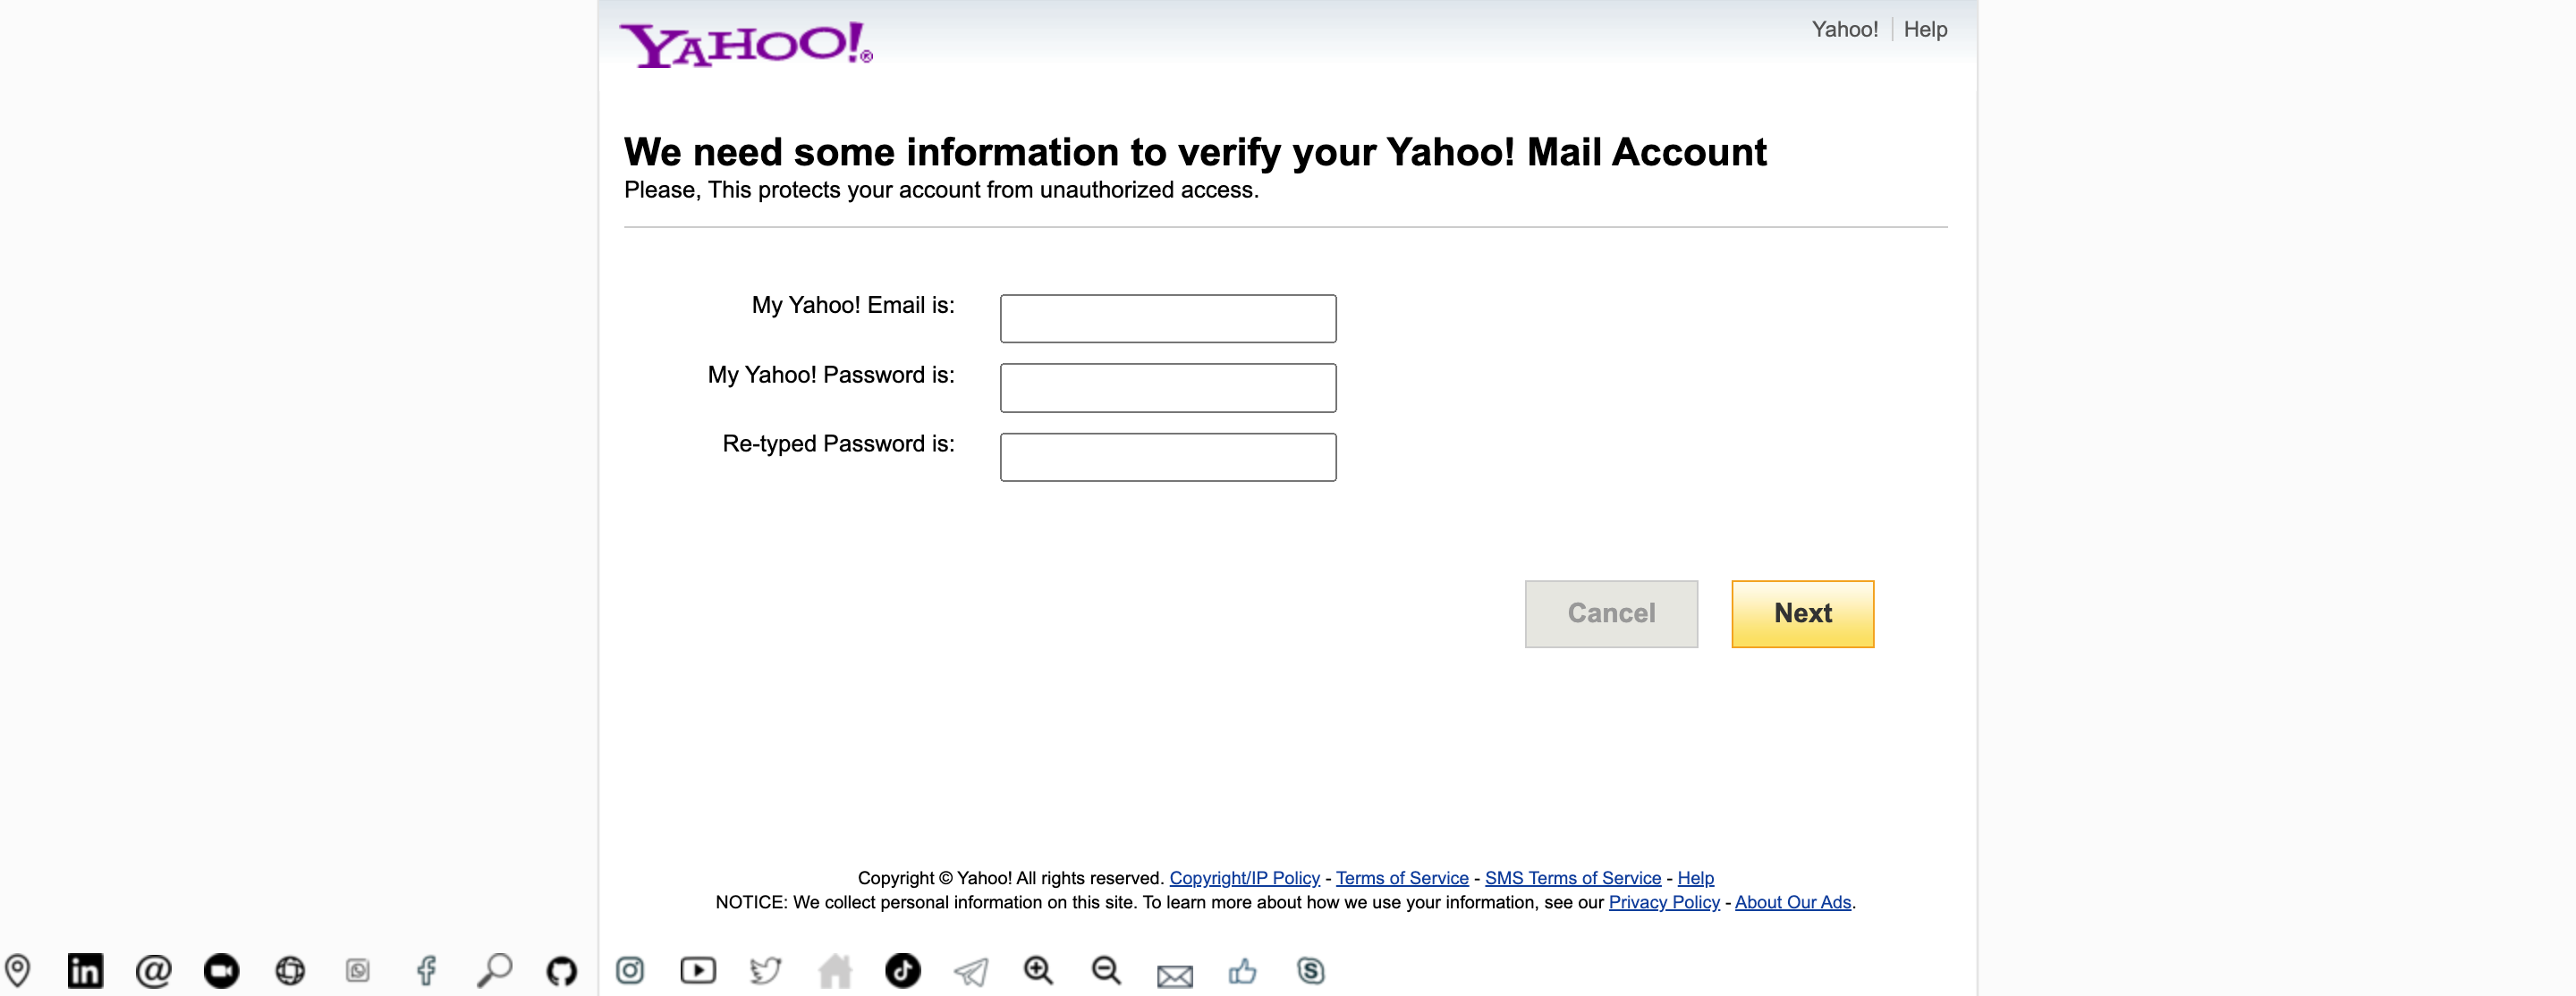 YAHOO!®
Yahoo! Help
We need some information to verify your Yahoo! Mail Account
Please, This protects your account from unauthorized access.
My Yahoo! Email is:
My Yahoo! Password is:
Re-typed Password is:
Cancel Next
Copyright © Yahoo! All rights reserved. Copyright/IP Policy - Terms of Service - SMS Terms of Service - Help
NOTICE: We collect personal information on this site. To learn more about how we use your information, see our Privacy Policy - About Our Ads.
in @ f S